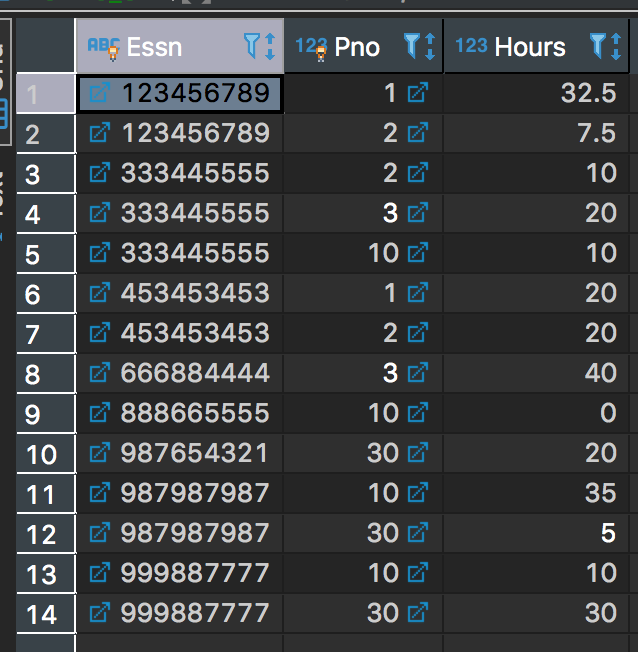 ABC Essn 123 Pno 123 Hours
1 123456789 1 32.5
2 123456789 2 7.5
3 333445555 2 10
4 333445555 3 20
5 333445555 10 10
6 453453453 1 20
7 453453453 2 20
8 666884444 3 40
9 888665555 10 0
10 987654321 30 20
11 987987987 10 35
12 987987987 30 5
13 999887777 10 10
14 999887777 30 30